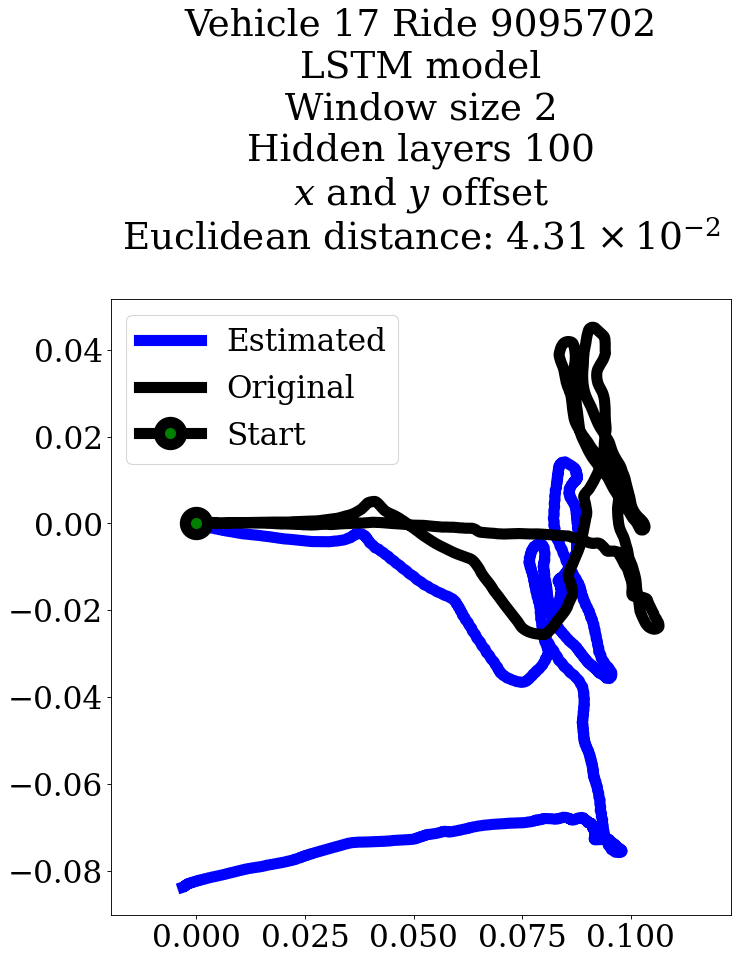 Vehicle 17 Ride 9095702
LSTM model
Window size 2
Hidden layers 100
x and y offset
Euclidean distance: 4.31 × 10⁻²
Estimated
Original
Start
0.04
0.02
0.00
−0.02
−0.04
−0.06
−0.08
0.000 0.025 0.050 0.075 0.100